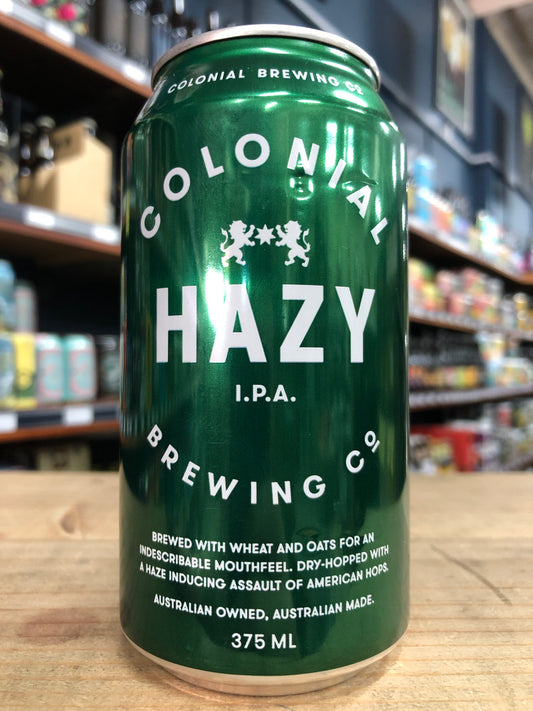 COLONIAL BREWING Cº
COLONIAL
HAZY
I.P.A.
BREWING Cº
BREWED WITH WHEAT AND OATS FOR AN
INDESCRIBABLE MOUTHFEEL. DRY-HOPPED WITH
A HAZE INDUCING ASSAULT OF AMERICAN HOPS.
AUSTRALIAN OWNED, AUSTRALIAN MADE.
375 ML